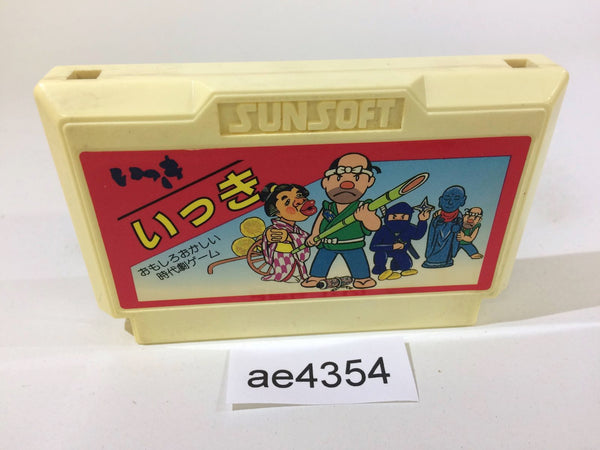 SUNSOFT
いっき
いっき
おもしろおかしい
時代劇ゲーム
ae4354